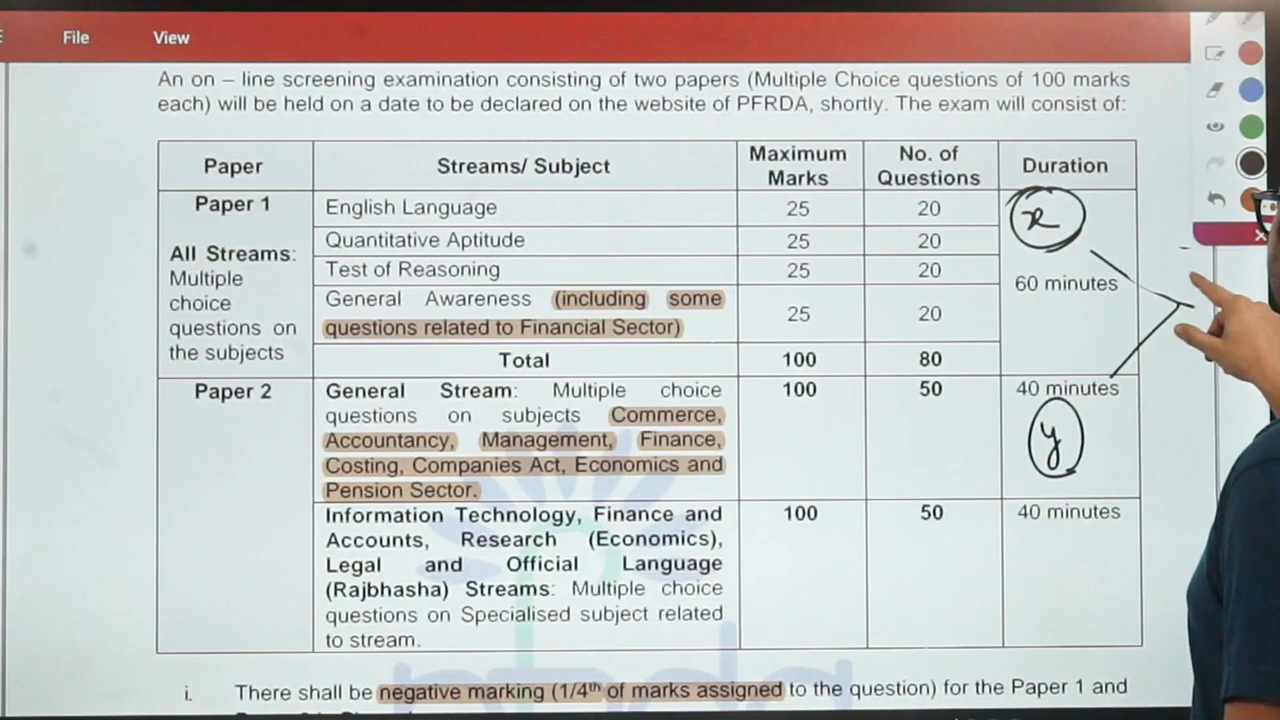 File View
An on – line screening examination consisting of two papers (Multiple Choice questions of 100 marks
each) will be held on a date to be declared on the website of PFRDA, shortly. The exam will consist of:
Paper Streams/ Subject Maximum Marks No. of Questions Duration
Paper 1
All Streams:
Multiple
choice
questions on
the subjects
English Language 25 20
Quantitative Aptitude 25 20
Test of Reasoning 25 20
General Awareness (including some
questions related to Financial Sector) 25 20
Total 100 80
x
60 minutes
Paper 2
General Stream: Multiple choice
questions on subjects Commerce,
Accountancy, Management, Finance,
Costing, Companies Act, Economics and
Pension Sector.
100 50 40 minutes
y
Information Technology, Finance and
Accounts, Research (Economics),
Legal and Official Language
(Rajbhasha) Streams: Multiple choice
questions on Specialised subject related
to stream.
100 50 40 minutes
i. There shall be negative marking (1/4th of marks assigned to the question) for the Paper 1 and